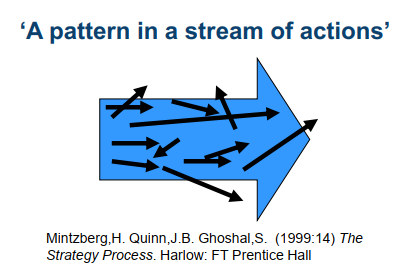 ‘A pattern in a stream of actions’
Mintzberg,H. Quinn,J.B. Ghoshal,S.  (1999:14) The
Strategy Process. Harlow: FT Prentice Hall